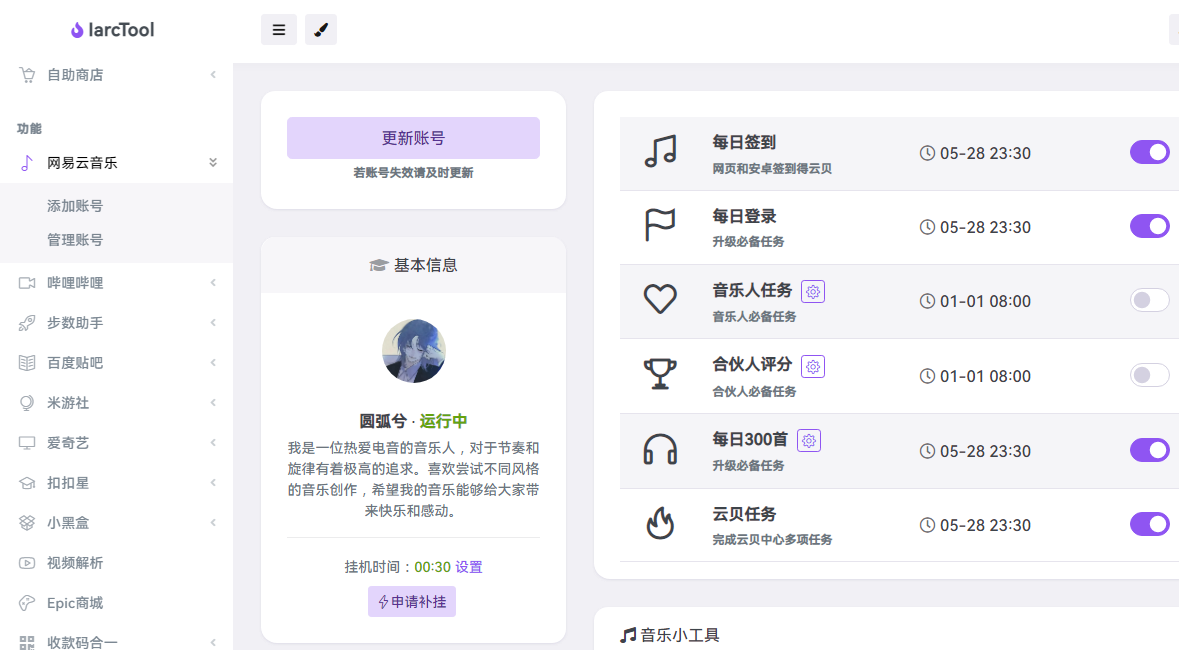 IarcTool
自助商店
功能
网易云音乐
添加账号
管理账号
哔哩哔哩
步数助手
百度贴吧
米游社
爱奇艺
扣扣星
小黑盒
视频解析
Epic商城
收款码合一
更新账号
若账号失效请及时更新
基本信息
圆弧兮 · 运行中
我是一位热爱电音的音乐人，对于节奏和
旋律有着极高的追求。喜欢尝试不同风格
的音乐创作，希望我的音乐能够给大家带
来快乐和感动。
挂机时间：00:30 设置
申请补挂
每日签到
网页和安卓签到得云贝
05-28 23:30
每日登录
升级必备任务
05-28 23:30
音乐人任务
音乐人必备任务
01-01 08:00
合伙人评分
合伙人必备任务
01-01 08:00
每日300首
升级必备任务
05-28 23:30
云贝任务
完成云贝中心多项任务
05-28 23:30
音乐小工具